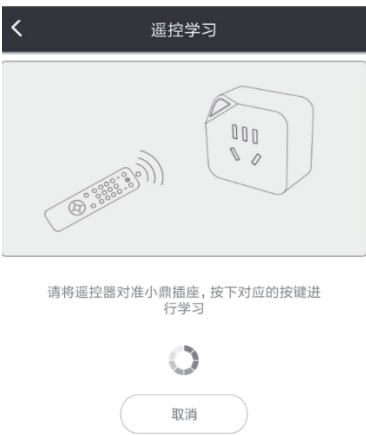 遥控学习
请将遥控器对准小鼎插座，按下对应的按键进
行学习
取消